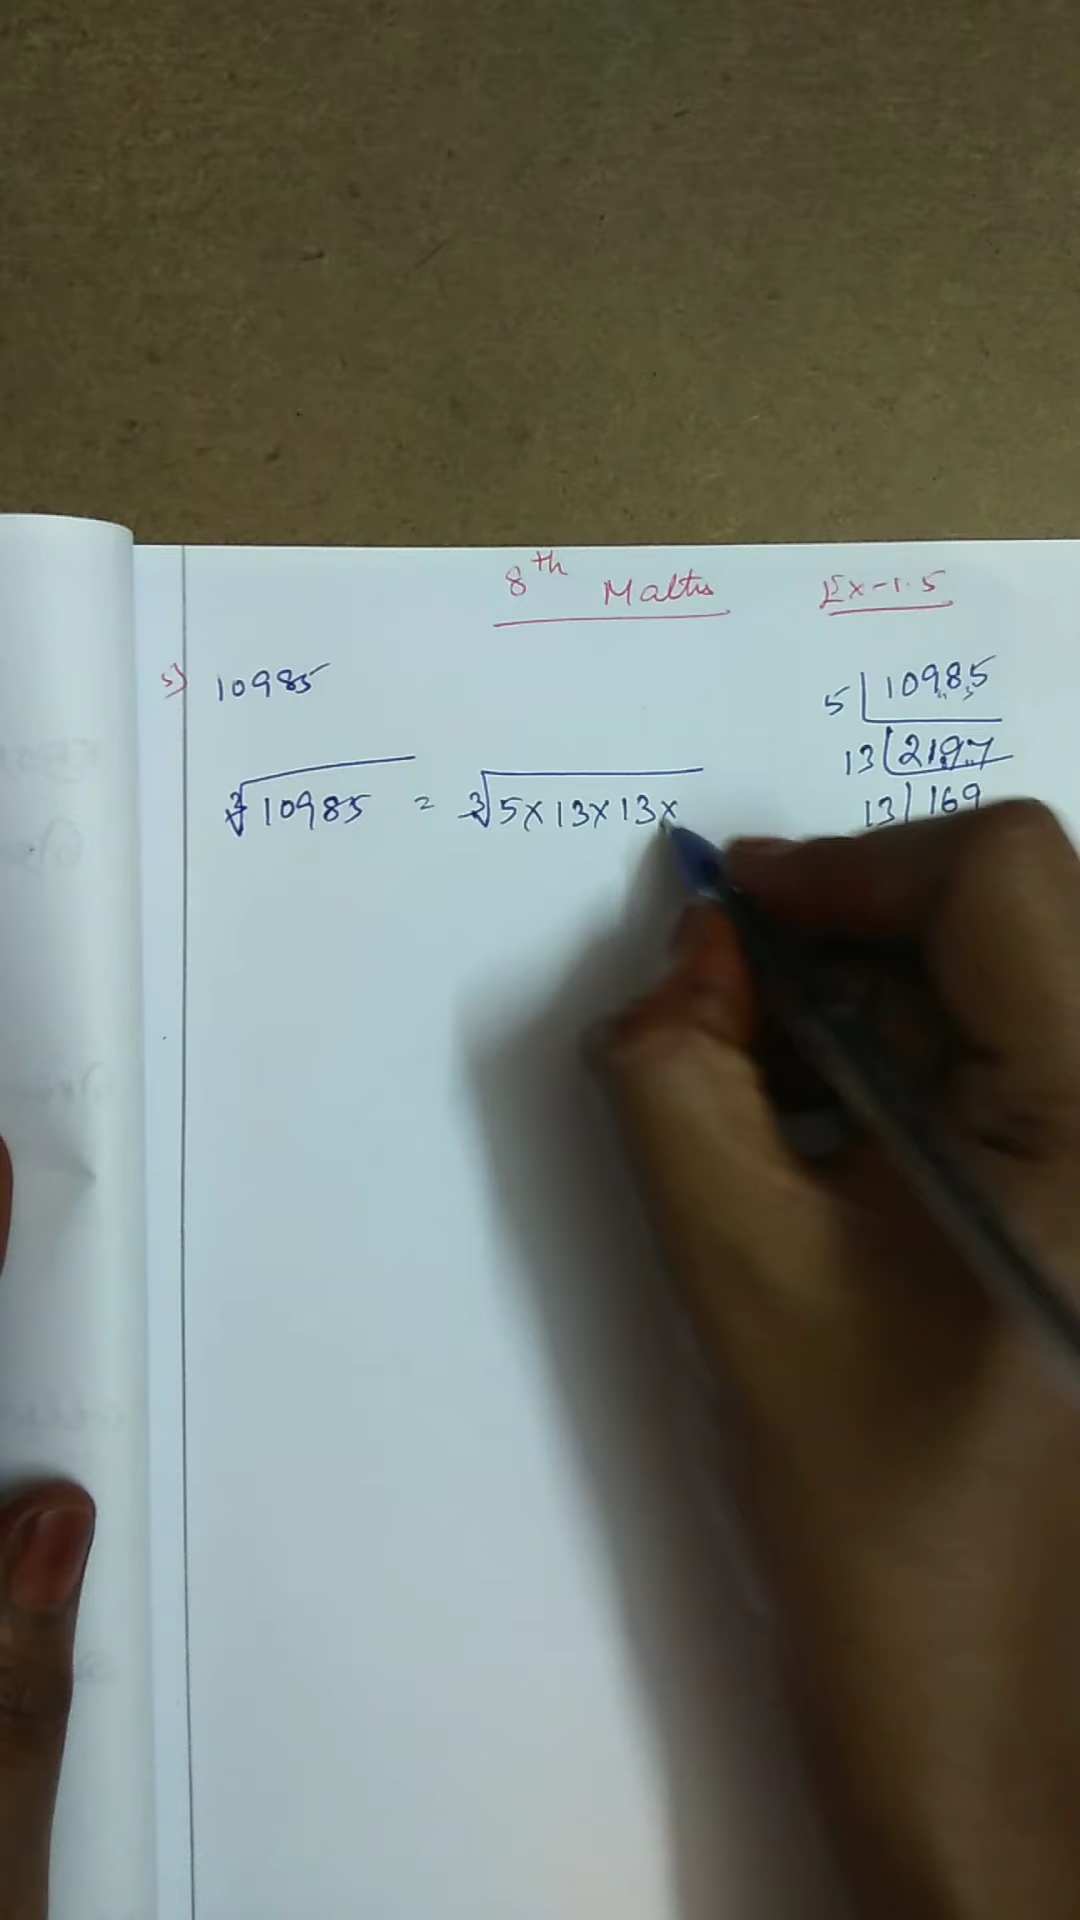 8th Maths Ex-1.5
5) 10985
5 | 10985
13 | 2197
13 | 169
∛10985 = ∛5×13×13×